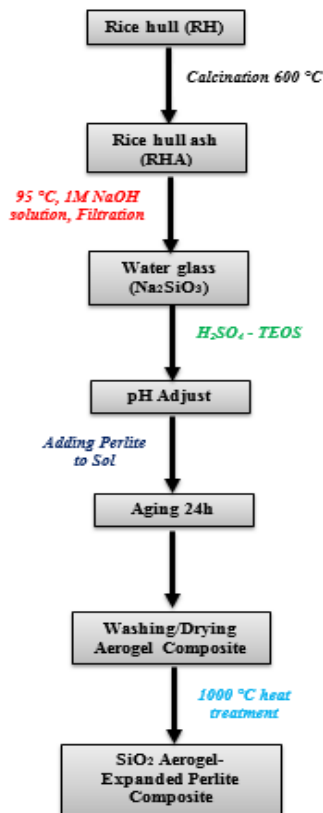 Rice hull (RH)
Calcination 600 °C
Rice hull ash
(RHA)
95 °C, 1M NaOH
solution, Filtration
Water glass
(Na2SiO3)
H₂SO₄ - TEOS
pH Adjust
Adding Perlite
to Sol
Aging 24h
Washing/Drying
Aerogel Composite
1000 °C heat
treatment
SiO2 Aerogel-
Expanded Perlite
Composite